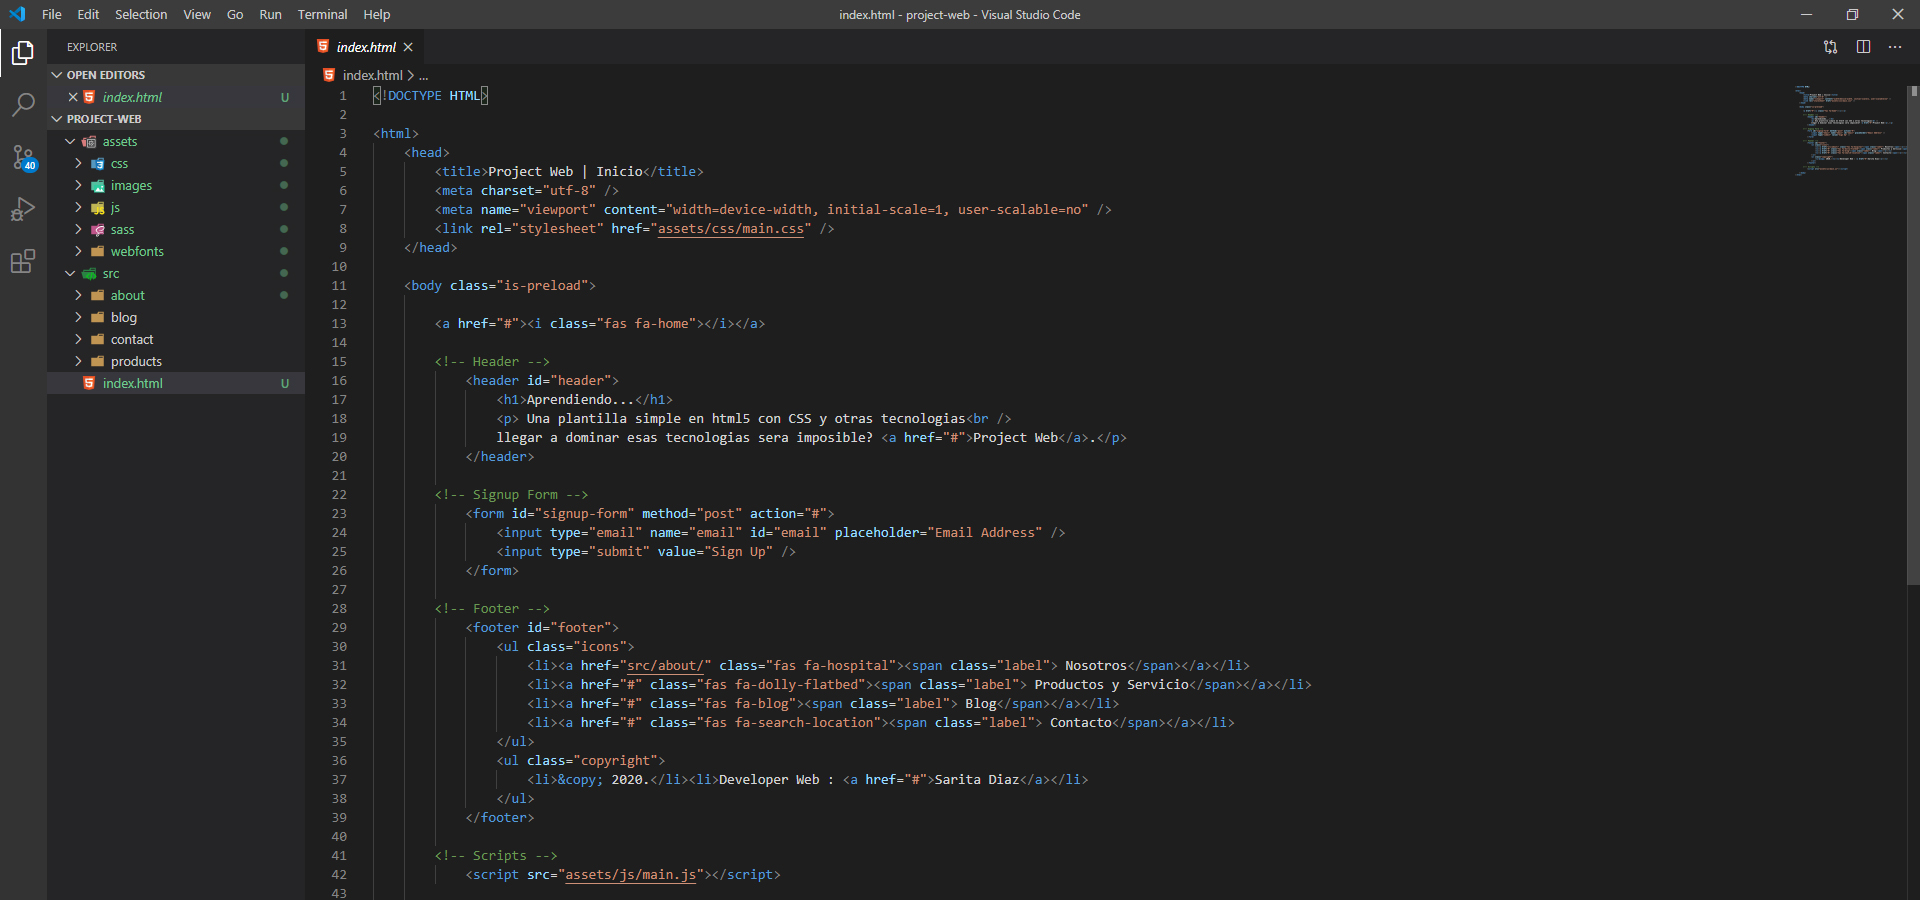 File Edit Selection View Go Run Terminal Help
index.html - project-web - Visual Studio Code
EXPLORER
OPEN EDITORS
index.html U
PROJECT-WEB
assets
css
images
js
sass
webfonts
src
about
blog
contact
products
index.html U
40
index.html
index.html > ...
1 <!DOCTYPE HTML>
2
3 <html>
4 <head>
5 <title>Project Web | Inicio</title>
6 <meta charset="utf-8" />
7 <meta name="viewport" content="width=device-width, initial-scale=1, user-scalable=no" />
8 <link rel="stylesheet" href="assets/css/main.css" />
9 </head>
10
11 <body class="is-preload">
12
13 <a href="#"><i class="fas fa-home"></i></a>
14
15 <!-- Header -->
16 <header id="header">
17 <h1>Aprendiendo...</h1>
18 <p> Una plantilla simple en html5 con CSS y otras tecnologias<br />
19 llegar a dominar esas tecnologias sera imposible? <a href="#">Project Web</a>.</p>
20 </header>
21
22 <!-- Signup Form -->
23 <form id="signup-form" method="post" action="#">
24 <input type="email" name="email" id="email" placeholder="Email Address" />
25 <input type="submit" value="Sign Up" />
26 </form>
27
28 <!-- Footer -->
29 <footer id="footer">
30 <ul class="icons">
31 <li><a href="src/about/" class="fas fa-hospital"><span class="label"> Nosotros</span></a></li>
32 <li><a href="#" class="fas fa-dolly-flatbed"><span class="label"> Productos y Servicio</span></a></li>
33 <li><a href="#" class="fas fa-blog"><span class="label"> Blog</span></a></li>
34 <li><a href="#" class="fas fa-search-location"><span class="label"> Contacto</span></a></li>
35 </ul>
36 <ul class="copyright">
37 <li>&copy; 2020.</li><li>Developer Web : <a href="#">Sarita Diaz</a></li>
38 </ul>
39 </footer>
40
41 <!-- Scripts -->
42 <script src="assets/js/main.js"></script>
43